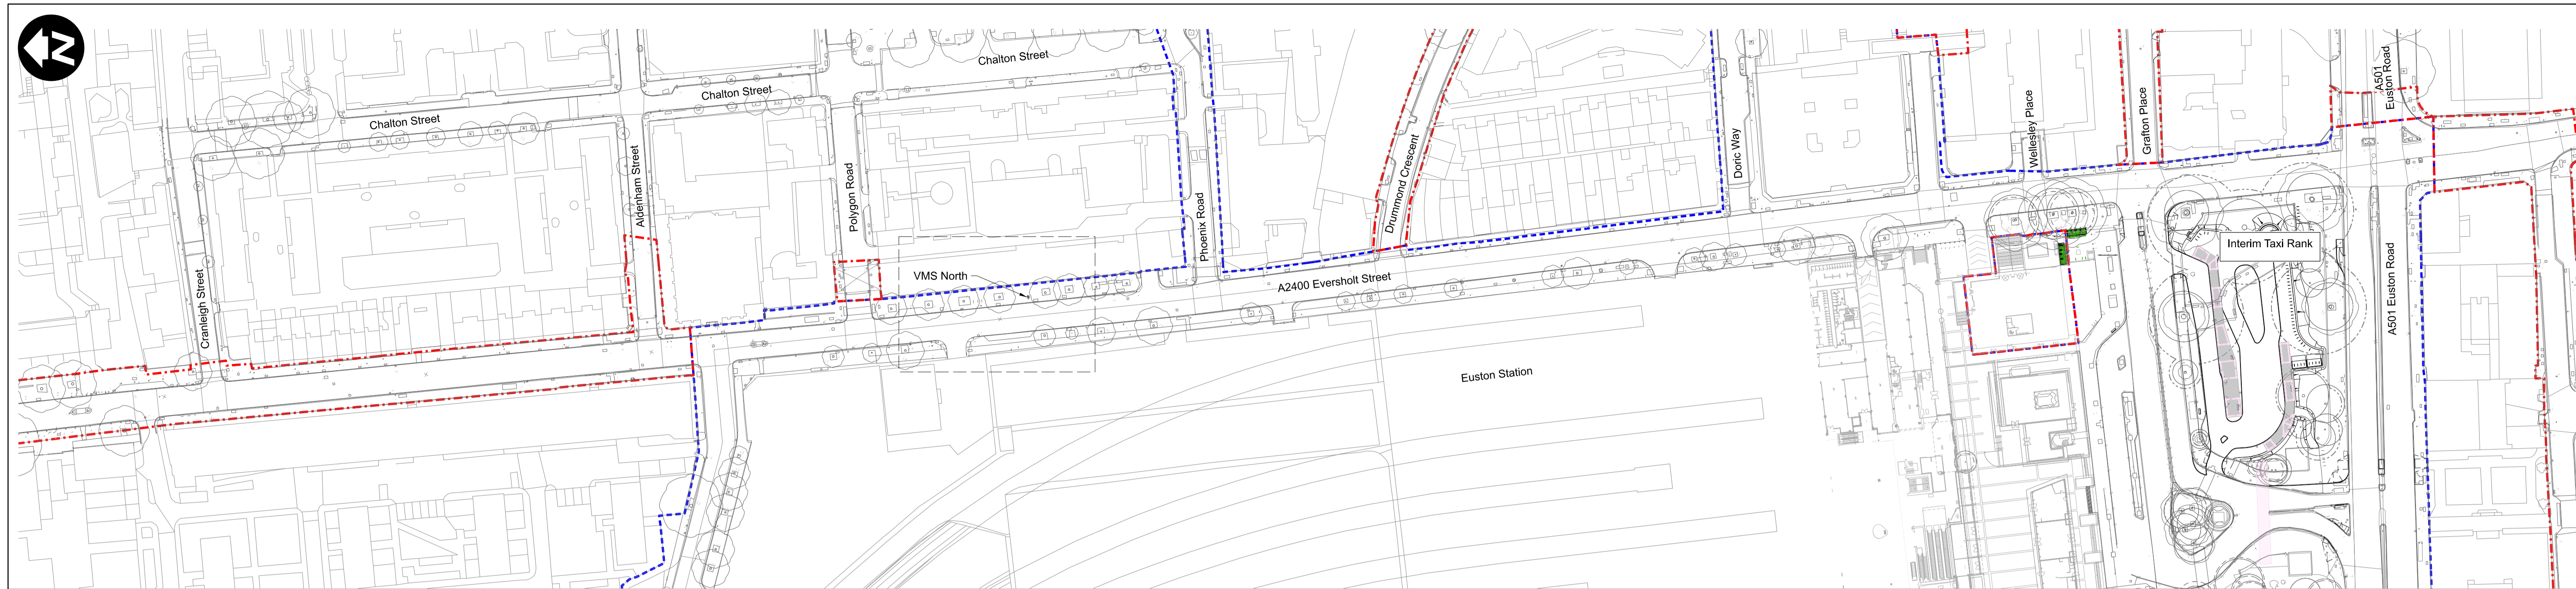 N
Chalton Street
Chalton Street
Chalton Street
Cranleigh Street
Aldenham Street
Polygon Road
Phoenix Road
Drummond Crescent
Doric Way
Wellesley Place
Grafton Place
A501
Euston Road
VMS North
A2400 Eversholt Street
Interim Taxi Rank
A501 Euston Road
Euston Station